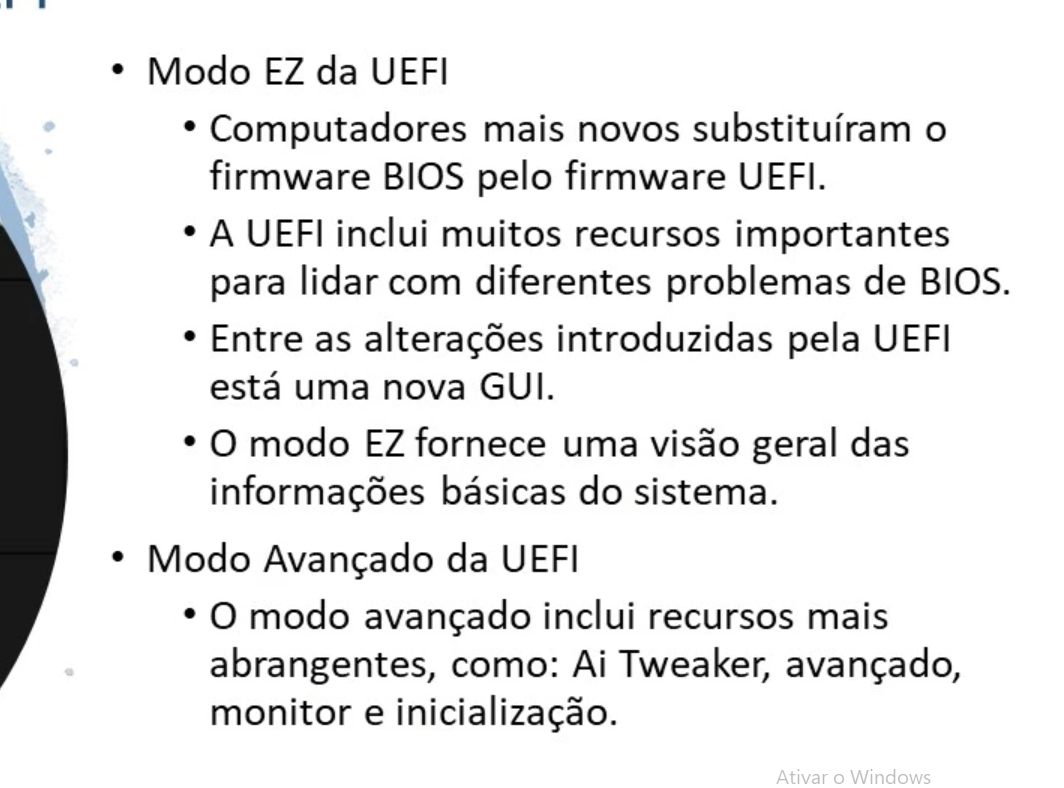 • Modo EZ da UEFI
• Computadores mais novos substituíram o
firmware BIOS pelo firmware UEFI.
• A UEFI inclui muitos recursos importantes
para lidar com diferentes problemas de BIOS.
• Entre as alterações introduzidas pela UEFI
está uma nova GUI.
• O modo EZ fornece uma visão geral das
informações básicas do sistema.
• Modo Avançado da UEFI
• O modo avançado inclui recursos mais
abrangentes, como: Ai Tweaker, avançado,
monitor e inicialização.
Ativar o Windows